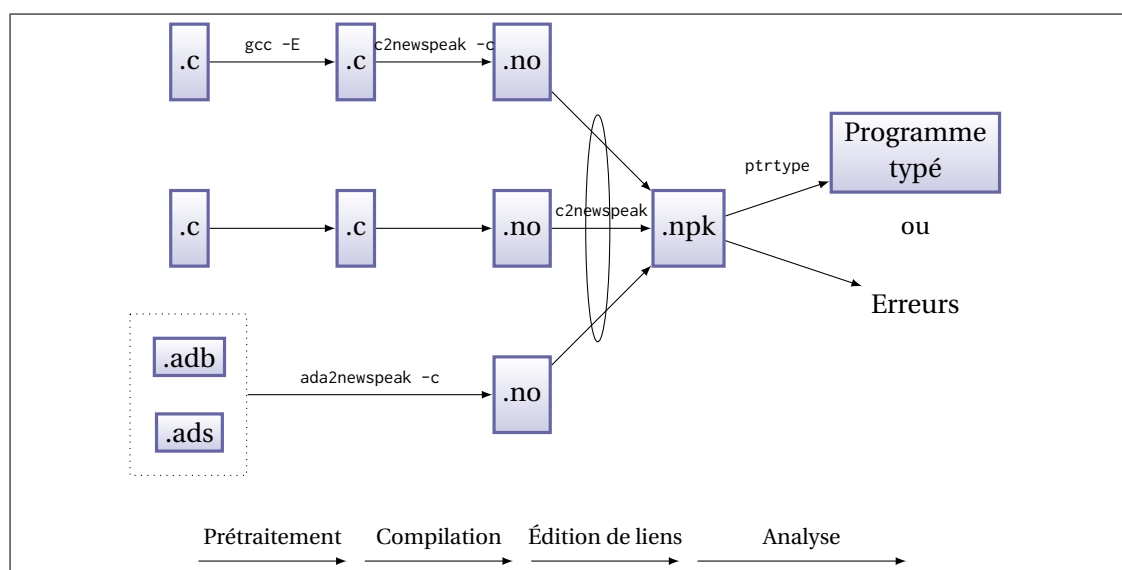 .c
gcc -E
.c
c2newspeak -c
.no
Programme
typé
ptrtype
.c
.c
.no
c2newspeak
.npk
ou
Erreurs
.adb
.ads
ada2newspeak -c
.no
Prétraitement
Compilation
Édition de liens
Analyse